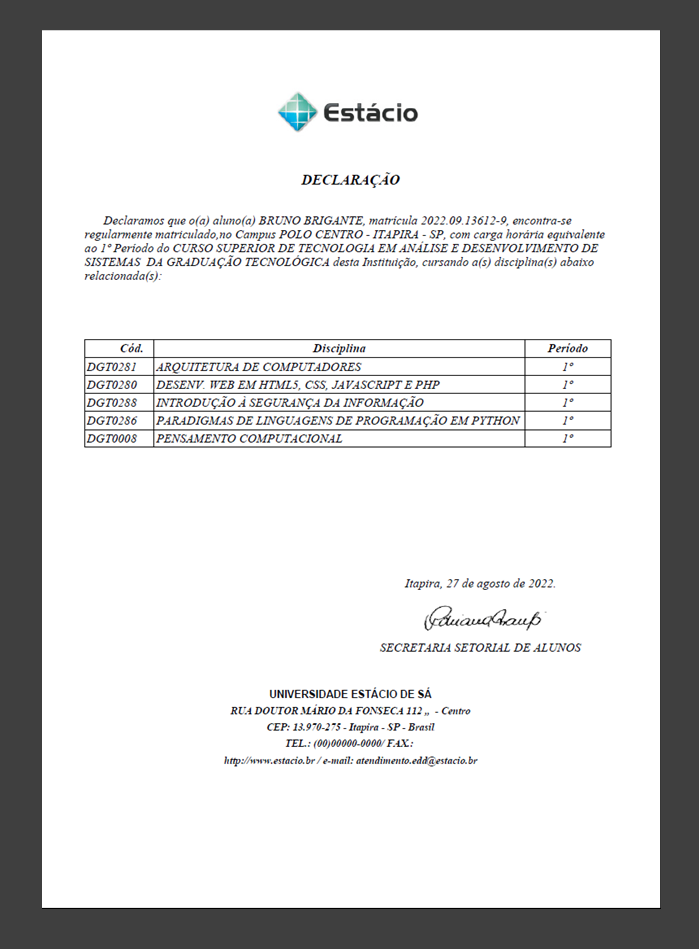 Estácio
DECLARAÇÃO
Declaramos que o(a) aluno(a) BRUNO BRIGANTE, matrícula 2022.09.13612-9, encontra-se
regularmente matriculado,no Campus POLO CENTRO - ITAPIRA - SP, com carga horária equivalente
ao 1º Periodo do CURSO SUPERIOR DE TECNOLOGIA EM ANÁLISE E DESENVOLVIMENTO DE
SISTEMAS DA GRADUAÇÃO TECNOLÓGICA desta Instituição, cursando a(s) disciplina(s) abaixo
relacionada(s):
Cód. Disciplina Período
DGT0281 ARQUITETURA DE COMPUTADORES 1º
DGT0280 DESENV. WEB EM HTML5, CSS, JAVASCRIPT E PHP 1º
DGT0288 INTRODUÇÃO À SEGURANÇA DA INFORMAÇÃO 1º
DGT0286 PARADIGMAS DE LINGUAGENS DE PROGRAMAÇÃO EM PYTHON 1º
DGT0008 PENSAMENTO COMPUTACIONAL 1º
Itapira, 27 de agosto de 2022.
SECRETARIA SETORIAL DE ALUNOS
UNIVERSIDADE ESTÁCIO DE SÁ
RUA DOUTOR MÁRIO DA FONSECA 112 ,, - Centro
CEP: 13.970-275 - Itapira - SP - Brasil
TEL.: (00)00000-0000/ FAX.:
http://www.estacio.br / e-mail: atendimento.edd@estacio.br